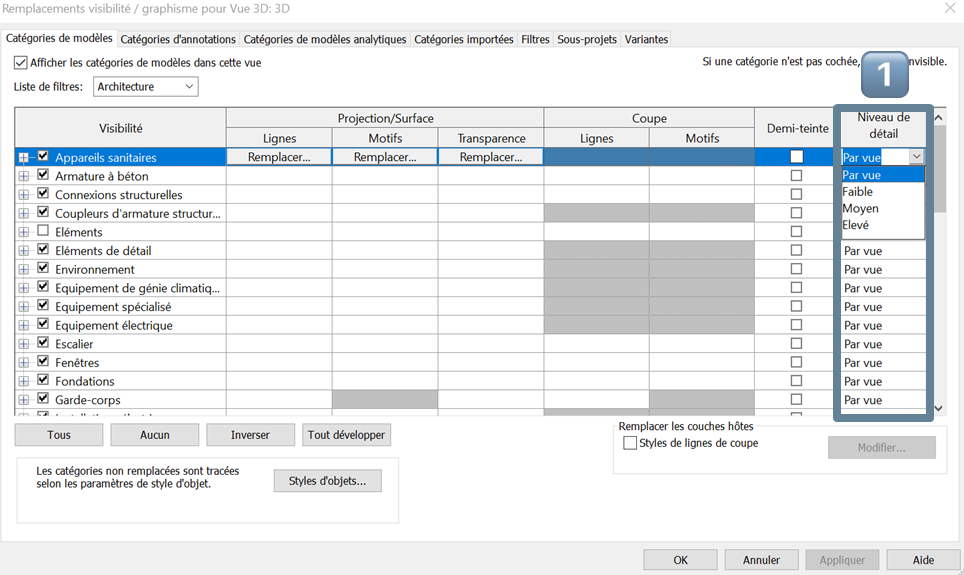 Remplacements visibilité / graphisme pour Vue 3D: 3D
Catégories de modèles Catégories d'annotations Catégories de modèles analytiques Catégories importées Filtres Sous-projets Variantes
Afficher les catégories de modèles dans cette vue
Si une catégorie n'est pas cochée,
1
Liste de filtres: Architecture
Visibilité Projection/Surface Coupe Demi-teinte Niveau de détail
Lignes Motifs Transparence Lignes Motifs
Appareils sanitaires Remplacer... Remplacer... Remplacer... Par vue
Par vue
Faible
Moyen
Elevé
Armature à béton
Connexions structurelles
Coupleurs d'armature structur...
Eléments
Eléments de détail Par vue
Environnement Par vue
Equipement de génie climatiq... Par vue
Equipement spécialisé Par vue
Equipement électrique Par vue
Escalier Par vue
Fenêtres Par vue
Fondations Par vue
Garde-corps Par vue
Tous Aucun Inverser Tout développer
Remplacer les couches hôtes
Styles de lignes de coupe
Modifier...
Les catégories non remplacées sont tracées
selon les paramètres de style d'objet.
Styles d'objets...
OK Annuler Appliquer Aide